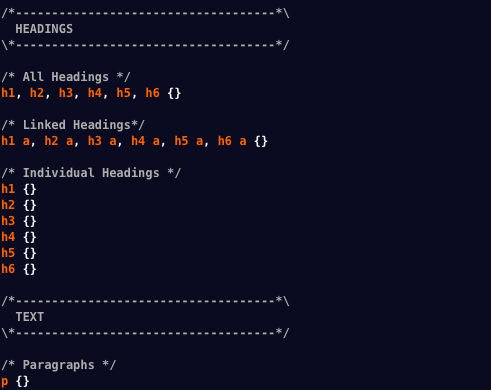 /*------------------------------------*\
  HEADINGS
\*------------------------------------*/

/* All Headings */
h1, h2, h3, h4, h5, h6 {}

/* Linked Headings*/
h1 a, h2 a, h3 a, h4 a, h5 a, h6 a {}

/* Individual Headings */
h1 {}
h2 {}
h3 {}
h4 {}
h5 {}
h6 {}

/*------------------------------------*\
  TEXT
\*------------------------------------*/

/* Paragraphs */
p {}